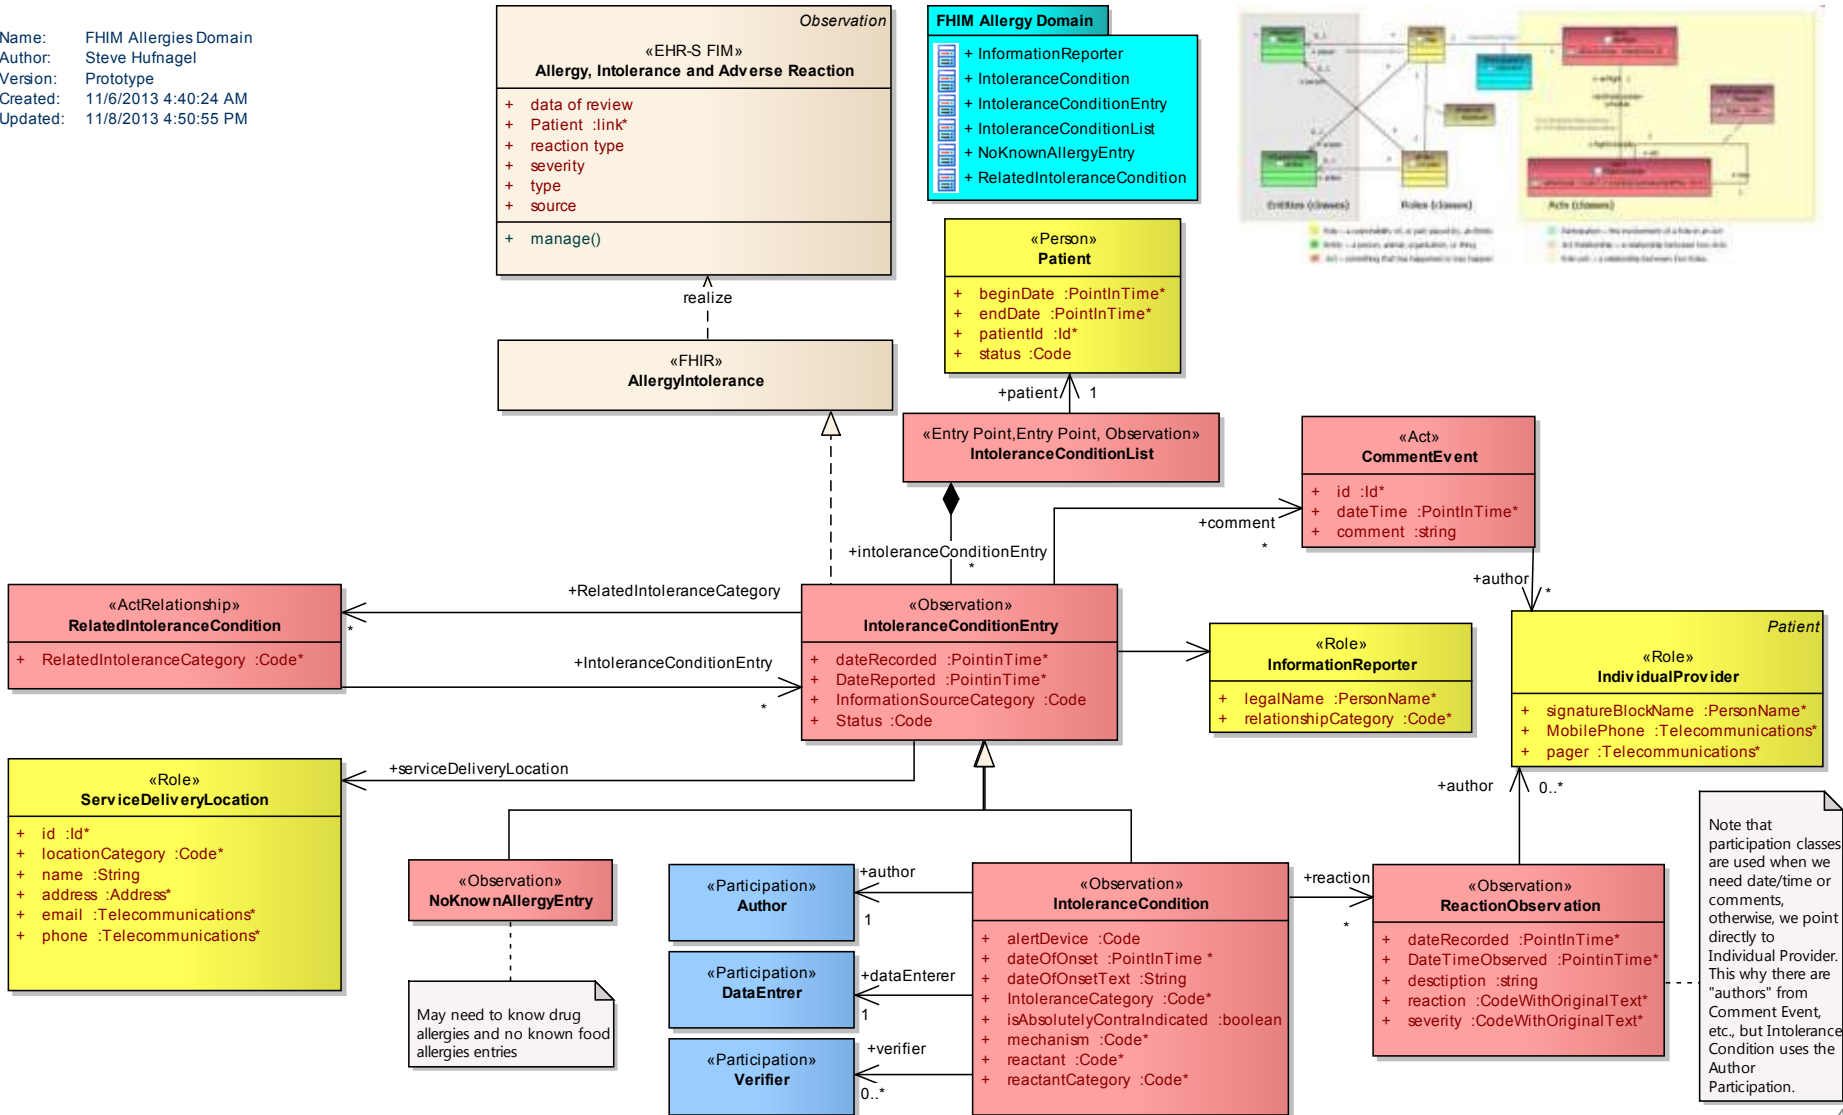 Name: FHIM Allergies Domain
Author: Steve Hufnagel
Version: Prototype
Created: 11/6/2013 4:40:24 AM
Updated: 11/8/2013 4:50:55 PM
Observation
«EHR-S FIM»
Allergy, Intolerance and Adverse Reaction
+ data of review
+ Patient :link*
+ reaction type
+ severity
+ type
+ source
+ manage()
realize
«FHIR»
AllergyIntolerance
FHIM Allergy Domain
+ InformationReporter
+ IntoleranceCondition
+ IntoleranceConditionEntry
+ IntoleranceConditionList
+ NoKnownAllergyEntry
+ RelatedIntoleranceCondition
Entities (classes)
Roles (classes)
Acts (classes)
«Person»
Patient
+ beginDate :PointInTime*
+ endDate :PointInTime*
+ patientId :Id*
+ status :Code
+patient
1
«Entry Point,Entry Point, Observation»
IntoleranceConditionList
+intoleranceConditionEntry
*
«Act»
CommentEvent
+ id :Id*
+ dateTime :PointInTime*
+ comment :string
+comment
*
+author
*
«ActRelationship»
RelatedIntoleranceCondition
+ RelatedIntoleranceCategory :Code*
+RelatedIntoleranceCategory
*
+IntoleranceConditionEntry
*
«Observation»
IntoleranceConditionEntry
+ dateRecorded :PointinTime*
+ DateReported :PointinTime*
+ InformationSourceCategory :Code
+ Status :Code
«Role»
InformationReporter
+ legalName :PersonName*
+ relationshipCategory :Code*
Patient
«Role»
IndividualProvider
+ signatureBlockName :PersonName*
+ MobilePhone :Telecommunications*
+ pager :Telecommunications*
+serviceDeliveryLocation
«Role»
ServiceDeliveryLocation
+ id :Id*
+ locationCategory :Code*
+ name :String
+ address :Address*
+ email :Telecommunications*
+ phone :Telecommunications*
«Observation»
NoKnownAllergyEntry
May need to know drug
allergies and no known food
allergies entries
«Participation»
Author
+author
1
«Participation»
DataEntrer
+dataEnterer
1
«Participation»
Verifier
+verifier
0..*
«Observation»
IntoleranceCondition
+ alertDevice :Code
+ dateOfOnset :PointInTime *
+ dateOfOnsetText :String
+ IntoleranceCategory :Code*
+ isAbsolutelyContraIndicated :boolean
+ mechanism :Code*
+ reactant :Code*
+ reactantCategory :Code*
+reaction
*
«Observation»
ReactionObservation
+ dateRecorded :PointInTime*
+ DateTimeObserved :PointinTime*
+ desctiption :string
+ reaction :CodeWithOriginalText*
+ severity :CodeWithOriginalText*
+author
0..*
Note that
participation classes
are used when we
need date/time or
comments,
otherwise, we point
directly to
Individual Provider.
This why there are
"authors" from
Comment Event,
etc., but Intolerance
Condition uses the
Author
Participation.